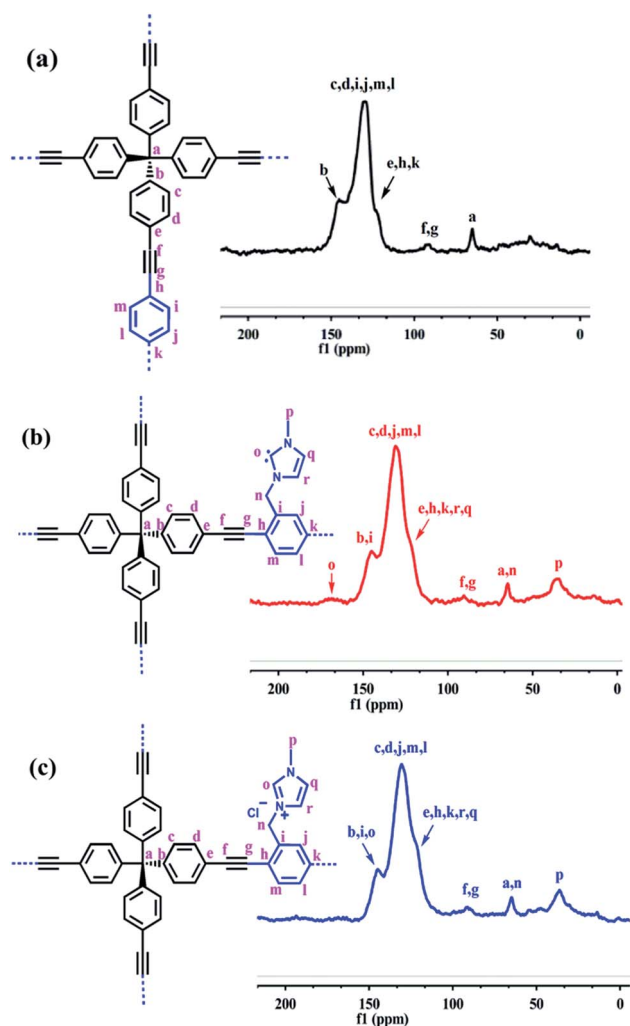 (a)
a
b
c
d
e
f
g
h
m
i
l
j
k
c,d,i,j,m,l
b
e,h,k
f,g
a
200
150
100
50
0
f1 (ppm)
(b)
p
N
o
q
N
r
n
c
d
f
g
i
j
a
b
e
h
k
m
l
c,d,j,m,l
e,h,k,r,q
b,i
o
f,g
a,n
p
200
150
100
50
0
f1 (ppm)
(c)
p
N
o
q
N
+
r
Cl⁻
n
c
d
f
g
i
j
a
b
e
h
k
m
l
c,d,j,m,l
e,h,k,r,q
b,i,o
f,g
a,n
p
200
150
100
50
0
f1 (ppm)